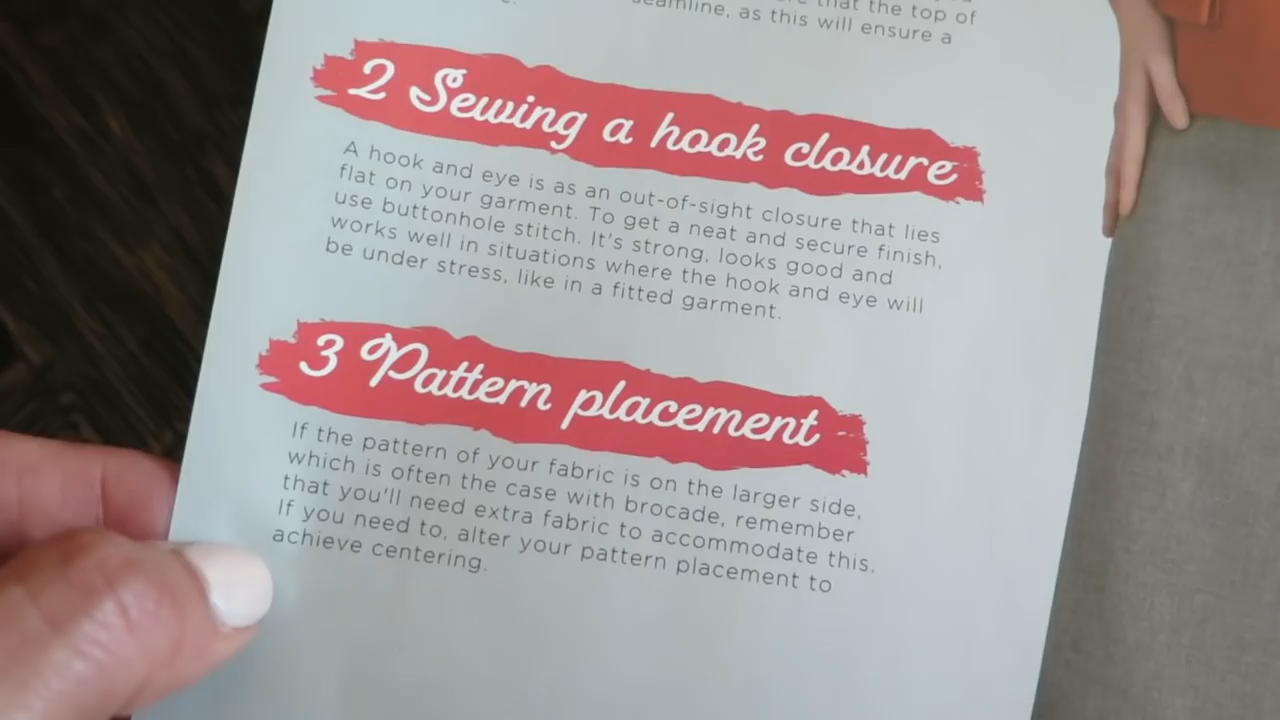 that the top of
seamline, as this will ensure a
2 Sewing a hook closure
A hook and eye is as an out-of-sight closure that lies
flat on your garment. To get a neat and secure finish,
use buttonhole stitch. It's strong, looks good and
works well in situations where the hook and eye will
be under stress, like in a fitted garment.
3 Pattern placement
If the pattern of your fabric is on the larger side,
which is often the case with brocade, remember
that you'll need extra fabric to accommodate this.
If you need to, alter your pattern placement to
achieve centering.